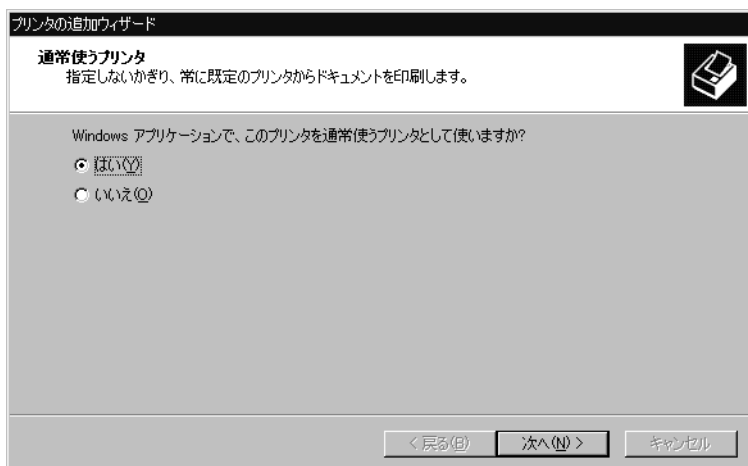 プリンタの追加ウィザード
通常使うプリンタ
指定しないかぎり、常に既定のプリンタからドキュメントを印刷します。
Windows アプリケーションで、このプリンタを通常使うプリンタとして使いますか?
はい(Y)
いいえ(O)
< 戻る(B) 次へ(N) > キャンセル